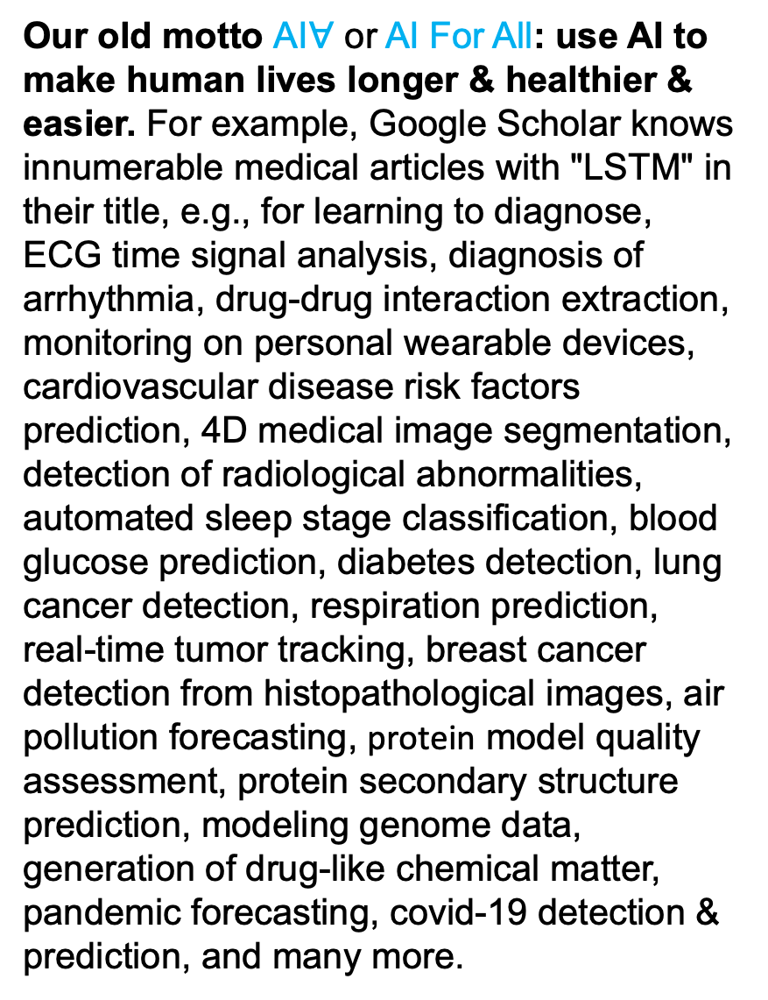 Our old motto AI∀ or AI For All: use AI to
make human lives longer & healthier &
easier. For example, Google Scholar knows
innumerable medical articles with "LSTM" in
their title, e.g., for learning to diagnose,
ECG time signal analysis, diagnosis of
arrhythmia, drug-drug interaction extraction,
monitoring on personal wearable devices,
cardiovascular disease risk factors
prediction, 4D medical image segmentation,
detection of radiological abnormalities,
automated sleep stage classification, blood
glucose prediction, diabetes detection, lung
cancer detection, respiration prediction,
real-time tumor tracking, breast cancer
detection from histopathological images, air
pollution forecasting, protein model quality
assessment, protein secondary structure
prediction, modeling genome data,
generation of drug-like chemical matter,
pandemic forecasting, covid-19 detection &
prediction, and many more.